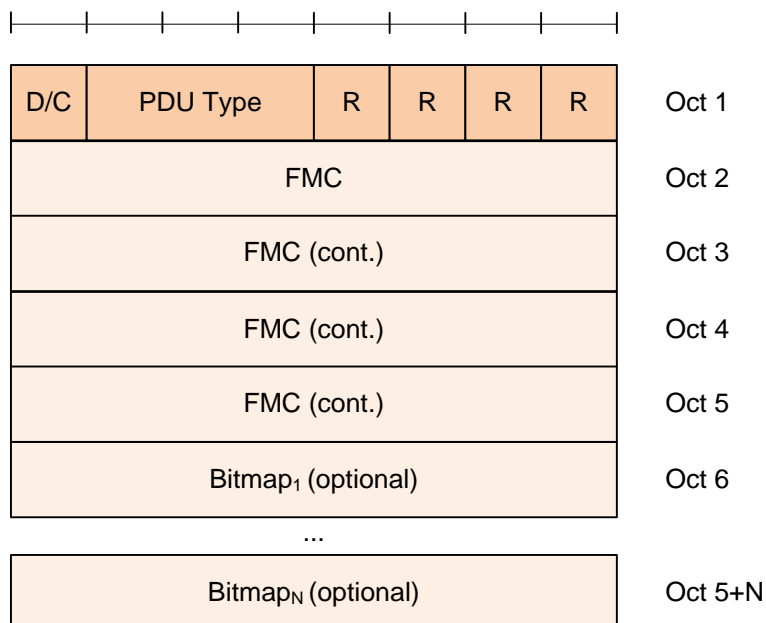 D/C PDU Type R R R R Oct 1
FMC Oct 2
FMC (cont.) Oct 3
FMC (cont.) Oct 4
FMC (cont.) Oct 5
Bitmap₁ (optional) Oct 6
...
Bitmap_N (optional) Oct 5+N